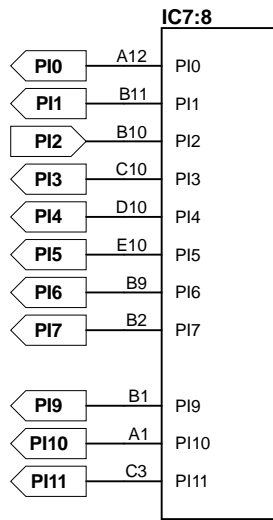 IC7:8
PI0 A12 PI0
PI1 B11 PI1
PI2 B10 PI2
PI3 C10 PI3
PI4 D10 PI4
PI5 E10 PI5
PI6 B9 PI6
PI7 B2 PI7
PI9 B1 PI9
PI10 A1 PI10
PI11 C3 PI11